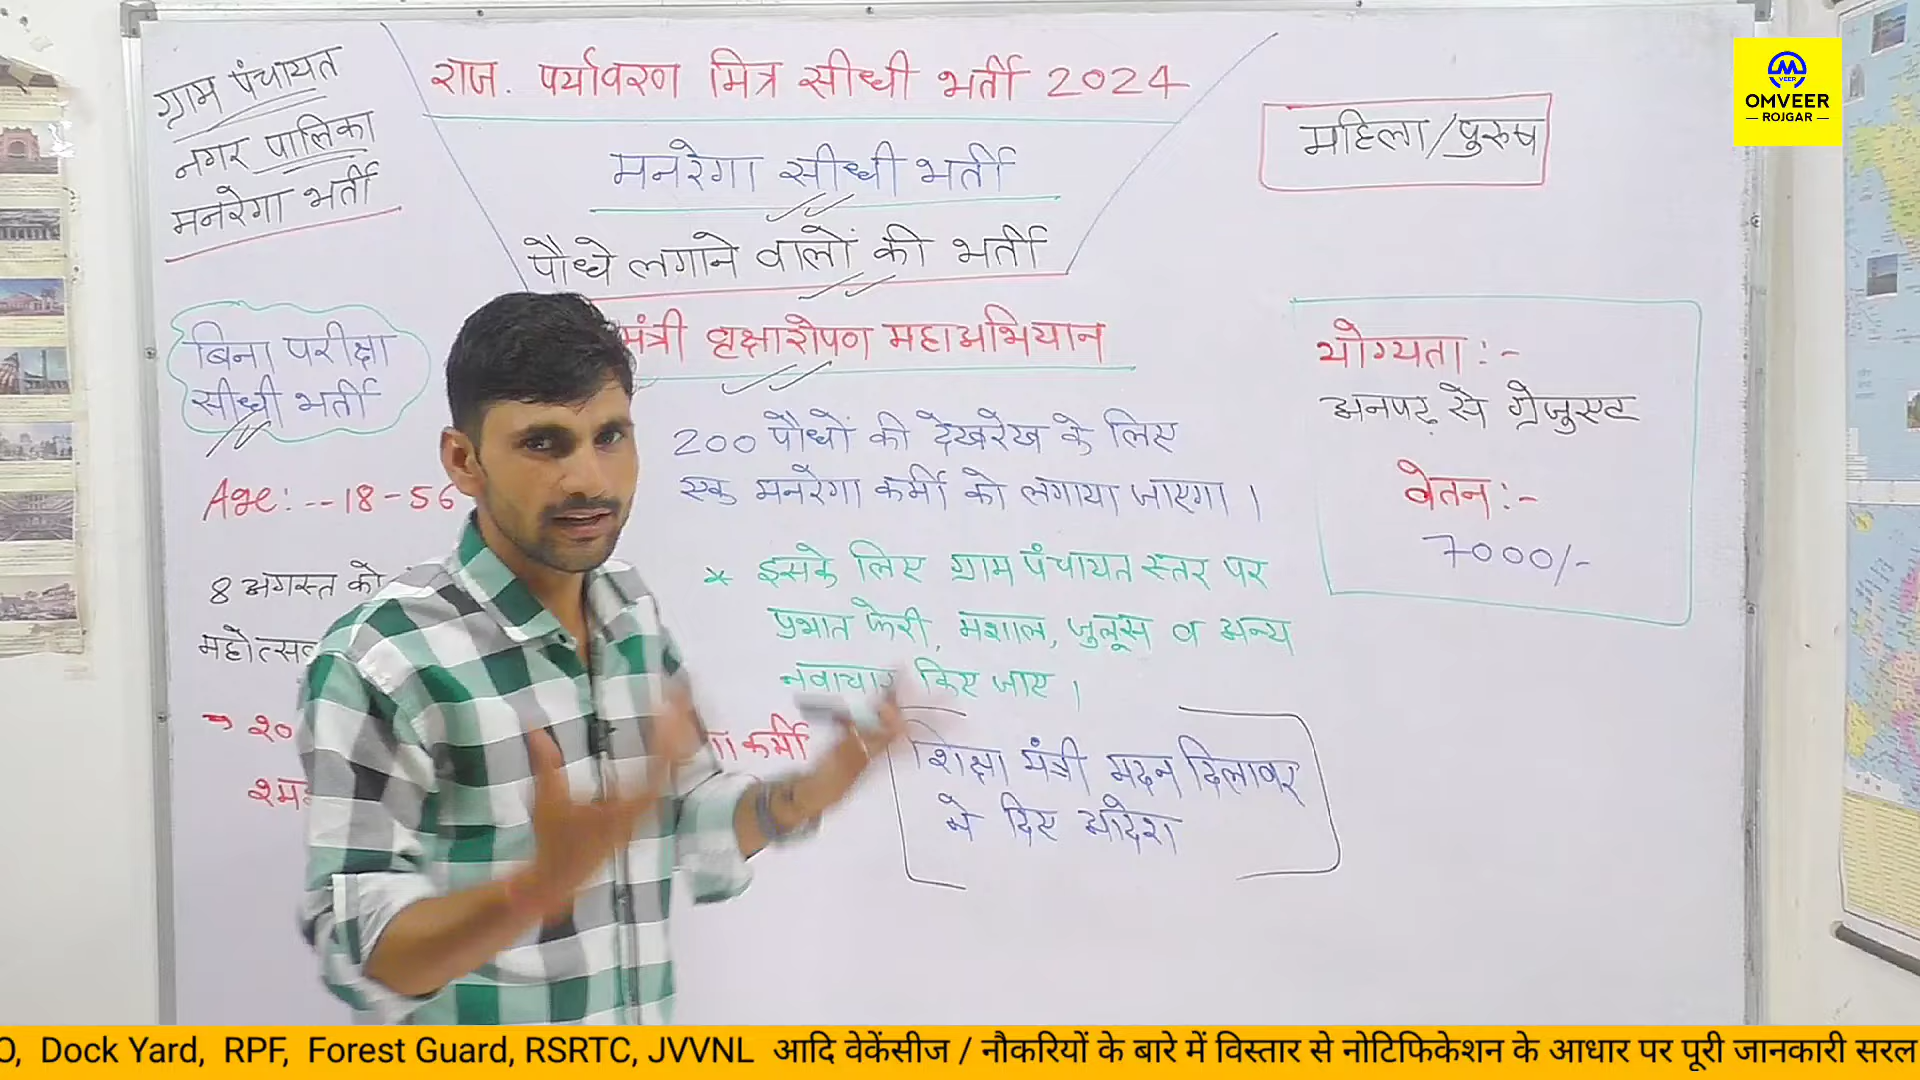 ग्राम पंचायत
नगर पालिका
मनरेगा भर्ती
राज. पर्यावरण मित्र सीधी भर्ती 2024
मनरेगा सीधी भर्ती
पौधे लगाने वालों की भर्ती
मंत्री वृक्षारोपण महाअभियान
महिला/पुरुष
VEER
OMVEER
ROJGAR
बिना परीक्षा
सीधी भर्ती
Age:--18-56
8 अगस्त को
महोत्सव
200 पौधों की देखरेख के लिए
एक मनरेगा कर्मी को लगाया जाएगा।
* इसके लिए ग्राम पंचायत स्तर पर
प्रभात फेरी, मशाल, जुलूस व अन्य
नवाचार किए जाए।
कर्मी
शिक्षा मंत्री मदन दिलावर
ने दिए आदेश
योग्यता:-
अनपढ़ से ग्रेजुएट
वेतन:-
7000/-
O, Dock Yard, RPF, Forest Guard, RSRTC, JVVNL आदि वेकेंसीज / नौकरियों के बारे में विस्तार से नोटिफिकेशन के आधार पर पूरी जानकारी सरल